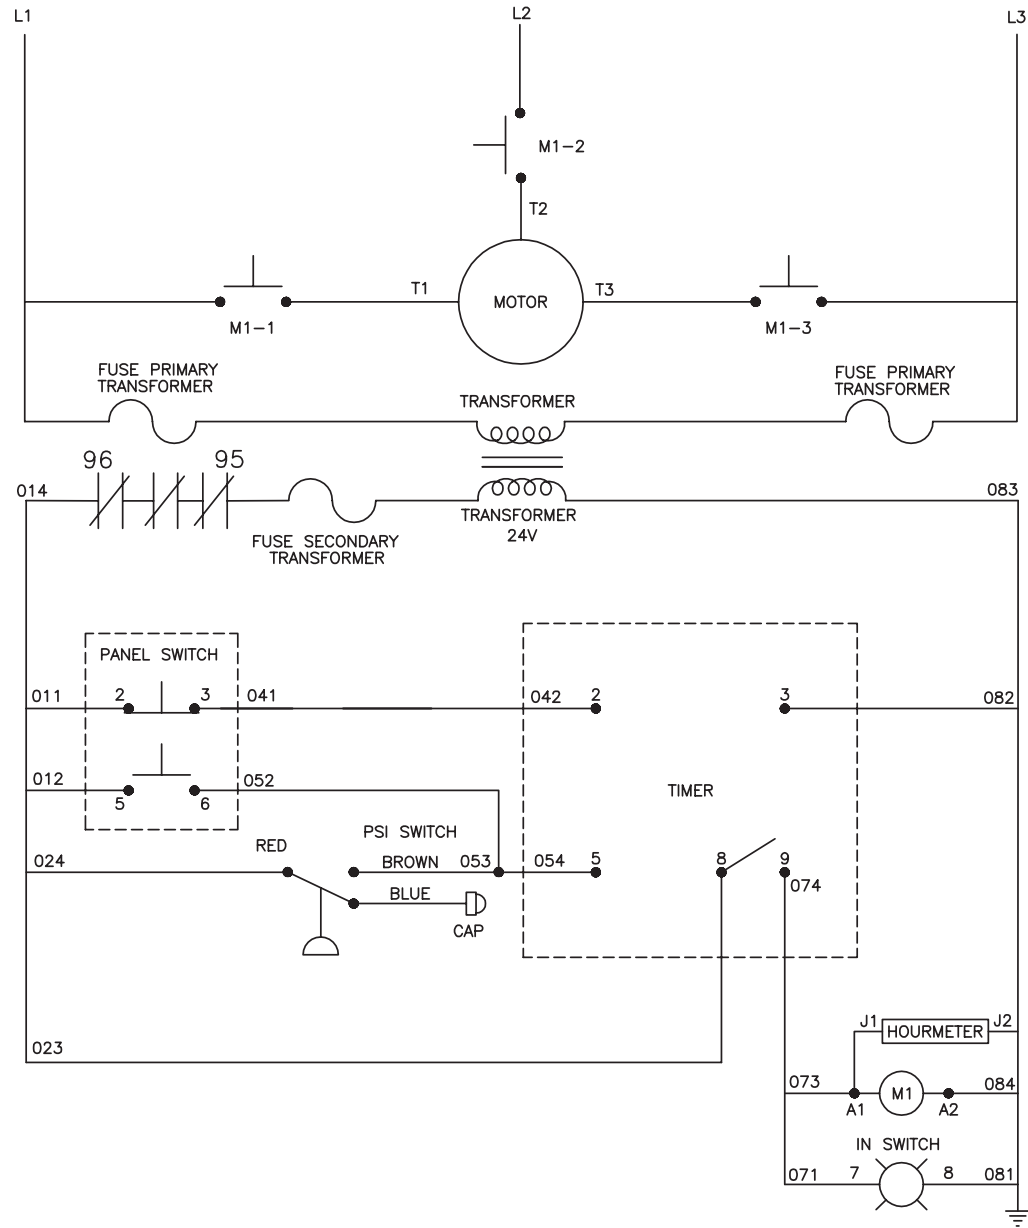 L1
L2
L3
M1-2
T2
T1
MOTOR
T3
M1-1
M1-3
FUSE PRIMARY
TRANSFORMER
FUSE PRIMARY
TRANSFORMER
TRANSFORMER
96
95
014
083
TRANSFORMER
24V
FUSE SECONDARY
TRANSFORMER
PANEL SWITCH
011
2
3
041
042
2
3
082
012
5
6
052
TIMER
PSI SWITCH
RED
024
BROWN
053
054
5
8
9
074
BLUE
CAP
023
J1
HOURMETER
J2
073
M1
084
A1
A2
IN SWITCH
071
7
8
081